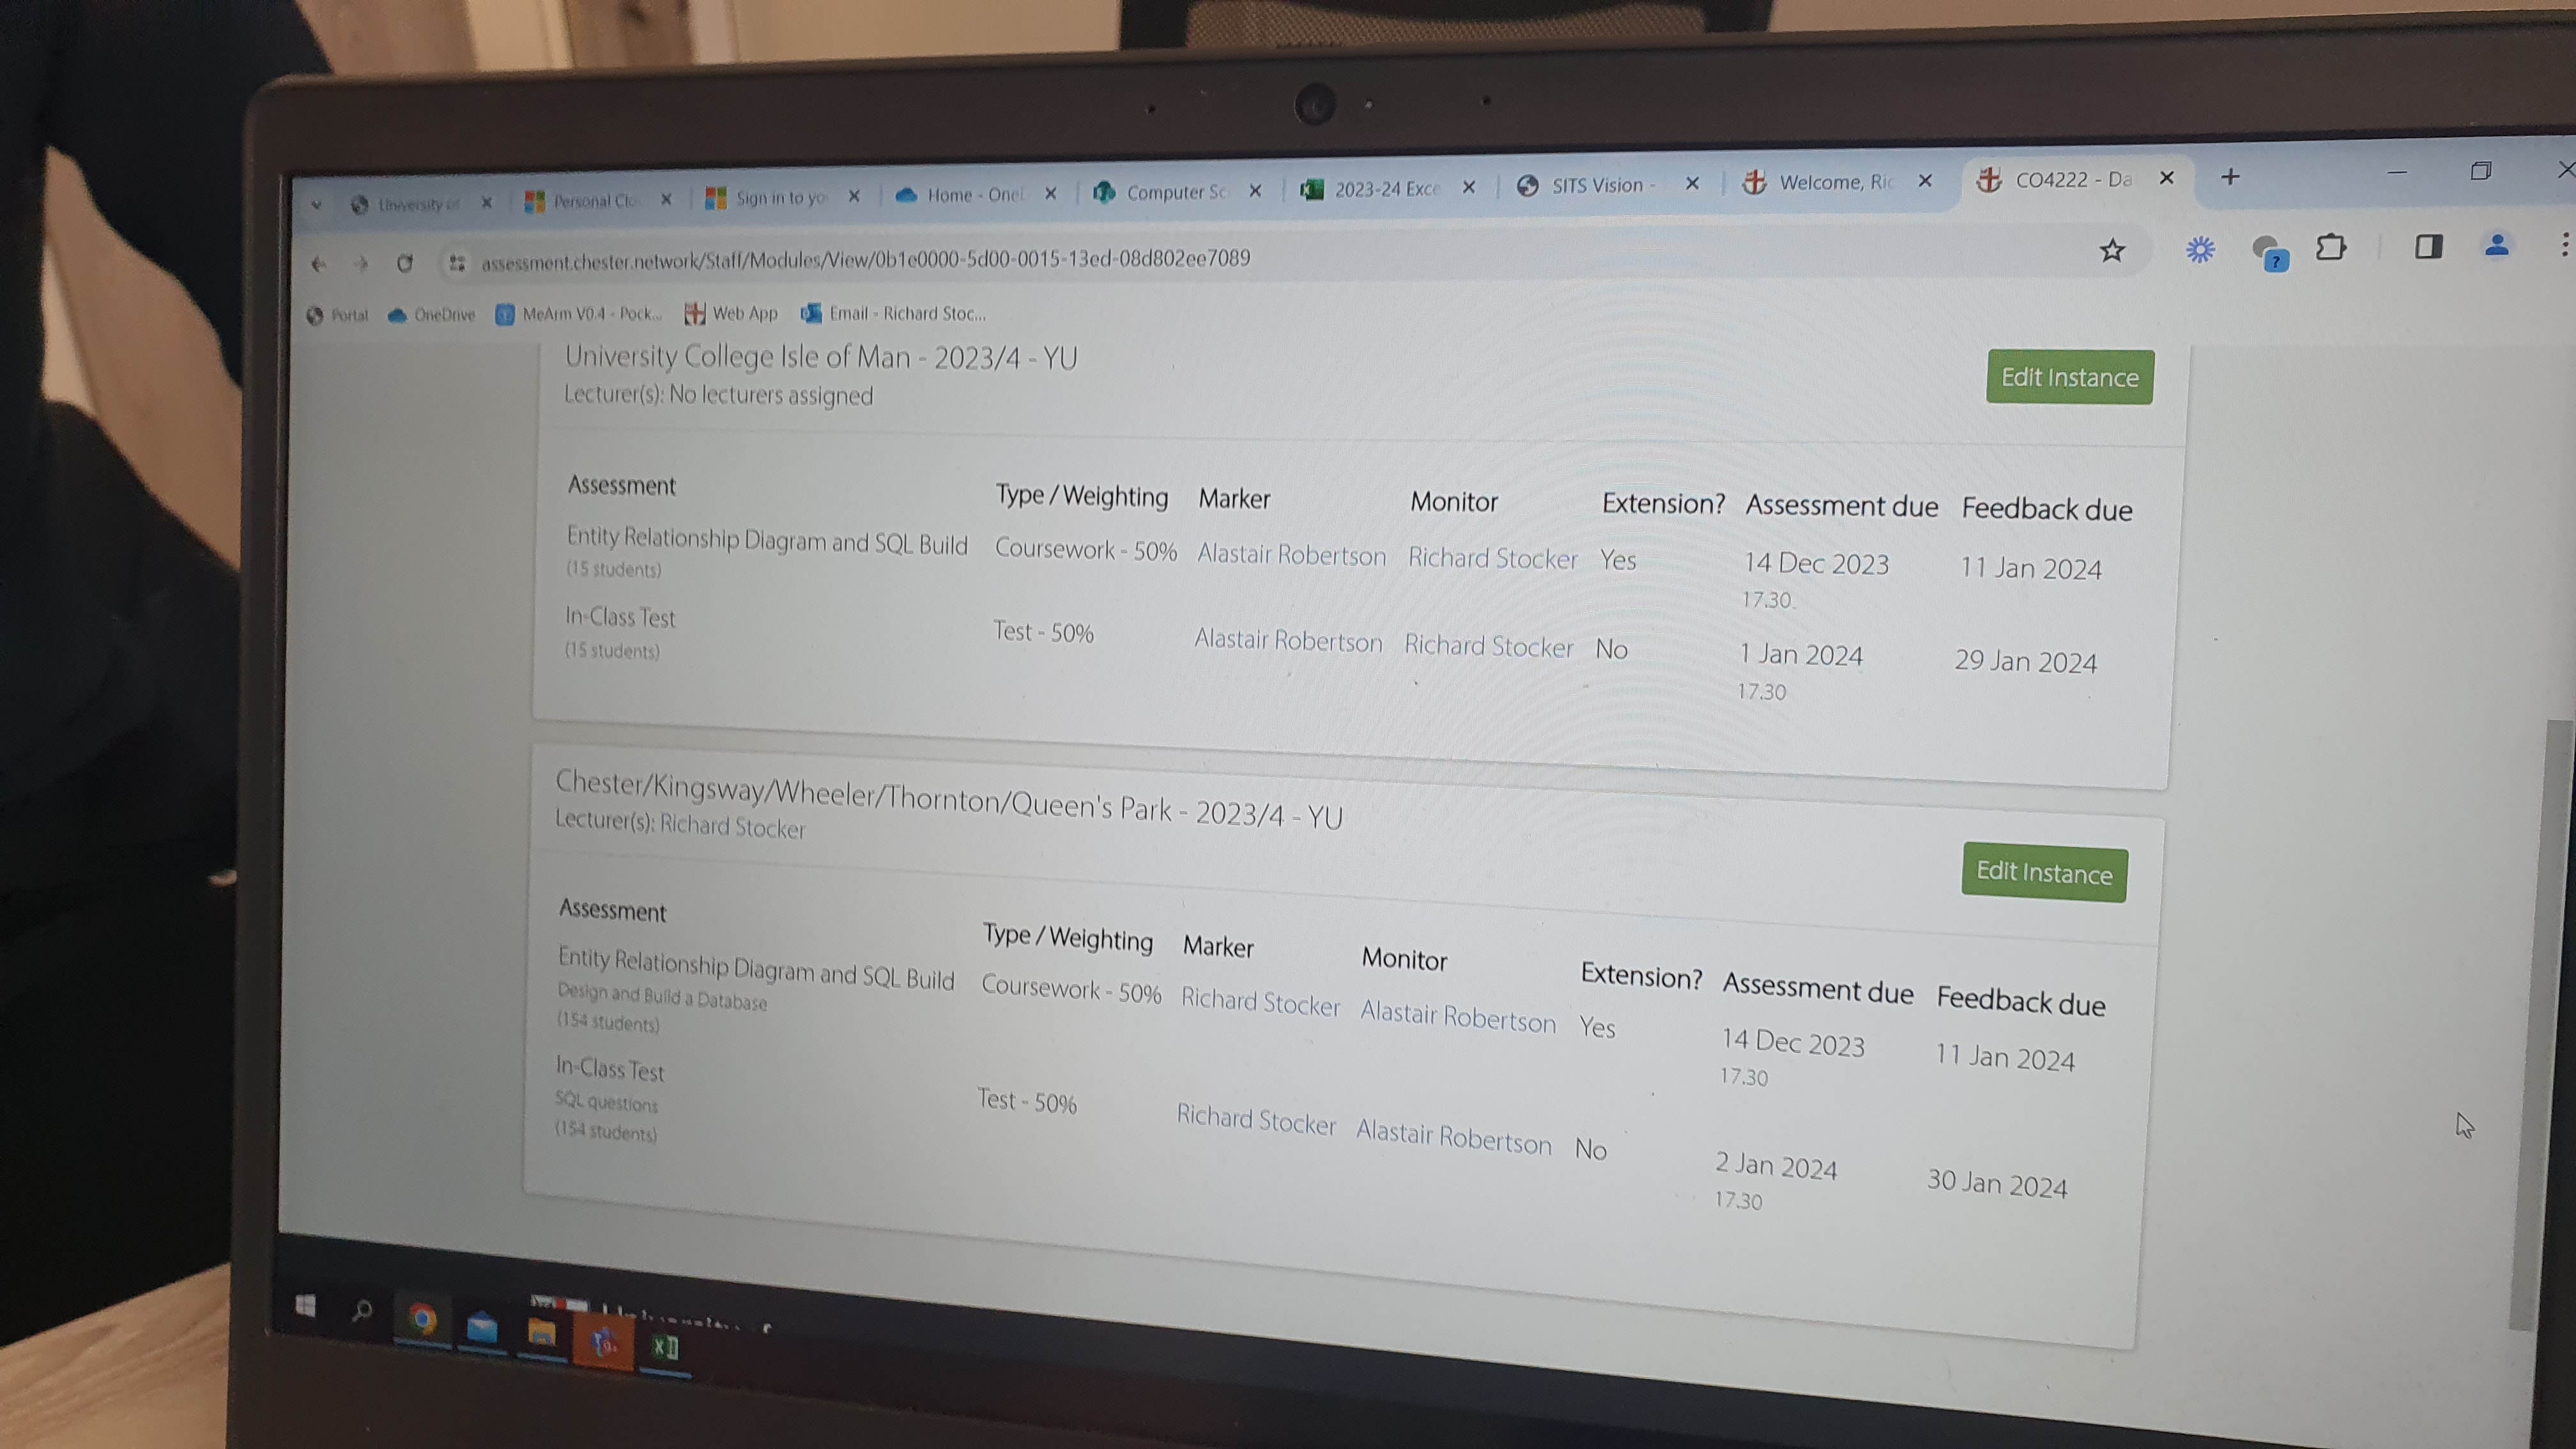 University of
Personal Clo
Sign in to yo
Home - OneI
Computer Sc
2023-24 Exce
SITS Vision -
Welcome, Ric
CO4222 - Da
assessment.chester.network/Staff/Modules/View/0b1e0000-5d00-0015-13ed-08d802ee7089
Portal
OneDrive
MeArm V0.4 - Pock...
Web App
Email - Richard Stoc...
University College Isle of Man - 2023/4 - YU
Edit Instance
Lecturer(s): No lecturers assigned
Assessment Type / Weighting Marker Monitor Extension? Assessment due Feedback due
Entity Relationship Diagram and SQL Build Coursework - 50% Alastair Robertson Richard Stocker Yes 14 Dec 2023 11 Jan 2024
(15 students) 17.30
In-Class Test Test - 50% Alastair Robertson Richard Stocker No 1 Jan 2024 29 Jan 2024
(15 students) 17.30
Chester/Kingsway/Wheeler/Thornton/Queen's Park - 2023/4 - YU
Lecturer(s): Richard Stocker
Edit Instance
Assessment Type / Weighting Marker Monitor Extension? Assessment due Feedback due
Entity Relationship Diagram and SQL Build Coursework - 50% Richard Stocker Alastair Robertson Yes 14 Dec 2023 11 Jan 2024
Design and Build a Database 17.30
(154 students)
In-Class Test Test - 50% Richard Stocker Alastair Robertson No 2 Jan 2024 30 Jan 2024
SQL questions 17.30
(154 students)